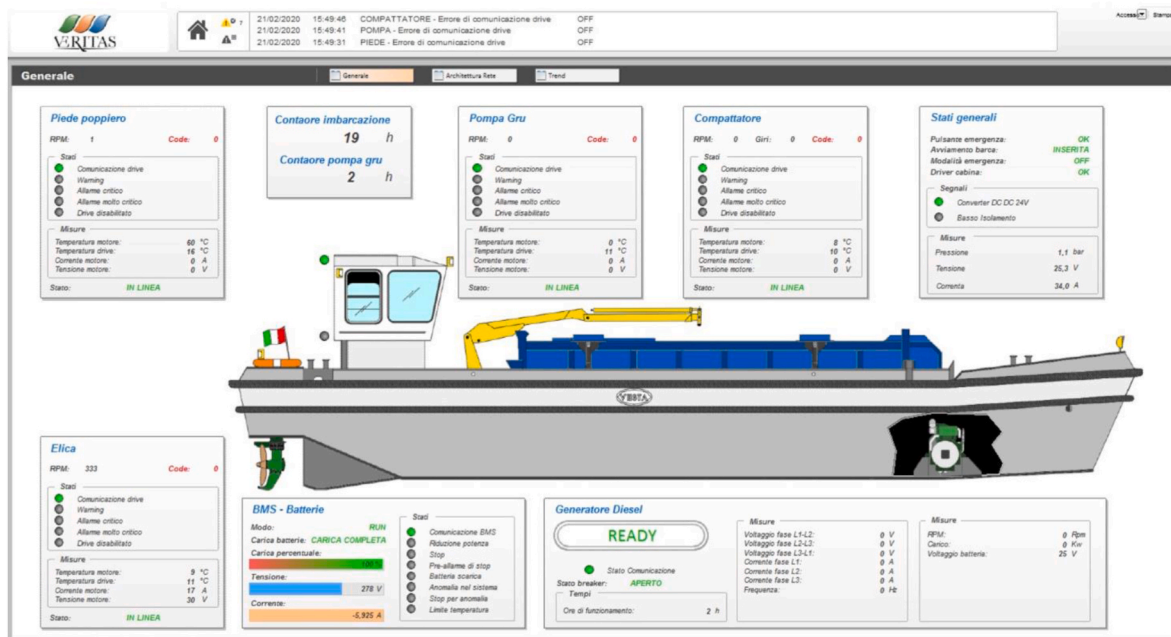 VERITAS
7
21/02/2020 15:49:46 COMPATTATORE - Errore di comunicazione drive OFF
21/02/2020 15:49:41 POMPA - Errore di comunicazione drive OFF
21/02/2020 15:49:31 PIEDE - Errore di comunicazione drive OFF
Accessi
Generale
Generale Architettura Rete Trend
Piede poppiero
RPM: 1 Code: 0
Stati
Comunicazione drive
Warning
Allarme critico
Allarme molto critico
Drive disabilitato
Misure
Temperatura motore: 60 °C
Temperatura drive: 16 °C
Corrente motore: 0 A
Tensione motore: 0 V
Stato: IN LINEA
Contaore imbarcazione
19 h
Contaore pompa gru
2 h
Pompa Gru
RPM: 0 Code: 0
Stati
Comunicazione drive
Warning
Allarme critico
Allarme molto critico
Drive disabilitato
Misure
Temperatura motore: 0 °C
Temperatura drive: 11 °C
Corrente motore: 0 A
Tensione motore: 0 V
Stato: IN LINEA
Compattatore
RPM: 0 Giri: 0 Code: 0
Stati
Comunicazione drive
Warning
Allarme critico
Allarme molto critico
Drive disabilitato
Misure
Temperatura motore: 8 °C
Temperatura drive: 10 °C
Corrente motore: 0 A
Tensione motore: 0 V
Stato: IN LINEA
Stati generali
Pulsante emergenza: OK
Avviamento barca: INSERITA
Modalità emergenza: OFF
Driver cabina: OK
Segnali
Converter DC DC 24V
Basso Isolamento
Misure
Pressione 1,1 bar
Tensione 25,3 V
Corrente 34,0 A
VESTA
Elica
RPM: 333 Code: 0
Stati
Comunicazione drive
Warning
Allarme critico
Allarme molto critico
Drive disabilitato
Misure
Temperatura motore: 9 °C
Temperatura drive: 11 °C
Corrente motore: 17 A
Tensione motore: 30 V
Stato: IN LINEA
BMS - Batterie
Modo: RUN
Carica batterie: CARICA COMPLETA
Carica percentuale:
Tensione:
278 V
Corrente:
-5,925 A
Stati
Comunicazione BMS
Riduzione potenza
Stop
Pre-allarme di stop
Batteria scarica
Anomalia nel sistema
Stop per anomalia
Limite temperatura
Generatore Diesel
READY
Stato Comunicazione
Stato breaker: APERTO
Tempi
Ore di funzionamento: 2 h
Misure
Voltaggio fase L1-L2: 0 V
Voltaggio fase L2-L3: 0 V
Voltaggio fase L3-L1: 0 V
Corrente fase L1: 0 A
Corrente fase L2: 0 A
Corrente fase L3: 0 A
Frequenza: 0 Hz
Misure
RPM: 0 Rpm
Carico: 0 Kw
Voltaggio batteria: 25 V